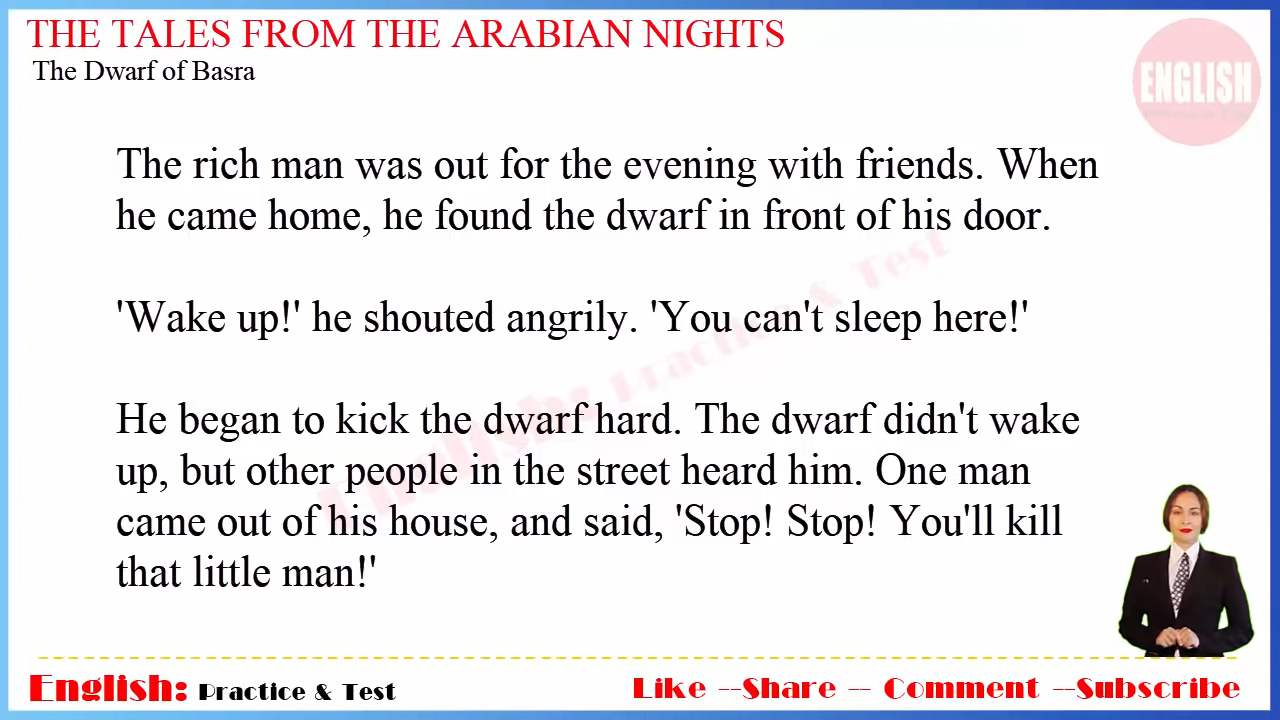 THE TALES FROM THE ARABIAN NIGHTS
The Dwarf of Basra
ENGLISH
The rich man was out for the evening with friends. When
he came home, he found the dwarf in front of his door.
'Wake up!' he shouted angrily. 'You can't sleep here!'
He began to kick the dwarf hard. The dwarf didn't wake
up, but other people in the street heard him. One man
came out of his house, and said, 'Stop! Stop! You'll kill
that little man!'
English: Practice & Test
English: Practice & Test
Like --Share -- Comment --Subscribe